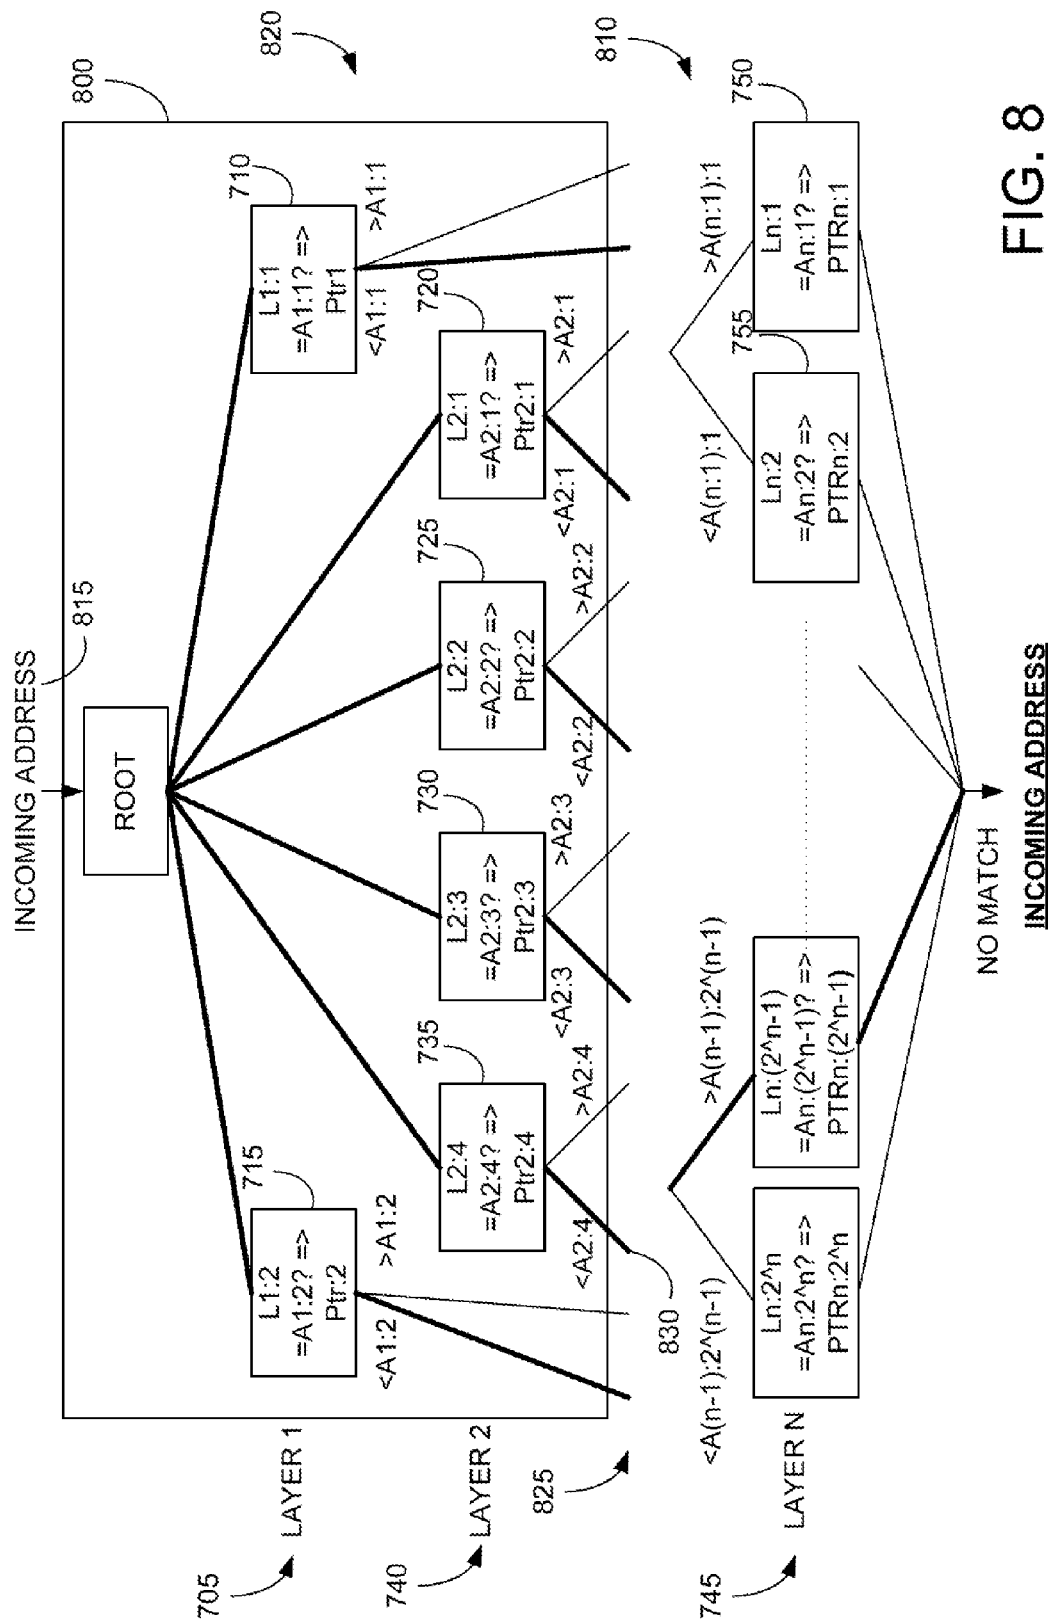 INCOMING ADDRESS
815
800
820
ROOT
705
LAYER 1
715
L1:2
=A1:2? =>
Ptr:2
<A1:2
>A1:2
710
L1:1
=A1:1? =>
Ptr1
<A1:1
>A1:1
740
LAYER 2
735
L2:4
=A2:4? =>
Ptr2:4
<A2:4
>A2:4
730
L2:3
=A2:3? =>
Ptr2:3
<A2:3
>A2:3
725
L2:2
=A2:2? =>
Ptr2:2
<A2:2
>A2:2
720
L2:1
=A2:1? =>
Ptr2:1
<A2:1
>A2:1
825
830
810
<A(n-1):2^(n-1)
>A(n-1):2^(n-1)
<A(n:1):1
>A(n:1):1
745
LAYER N
Ln:2^n
=An:2^n? =>
PTRn:2^n
Ln:(2^n-1)
=An:(2^n-1)? =>
PTRn:(2^n-1)
755
Ln:2
=An:2? =>
PTRn:2
750
Ln:1
=An:1? =>
PTRn:1
NO MATCH
INCOMING ADDRESS
FIG. 8